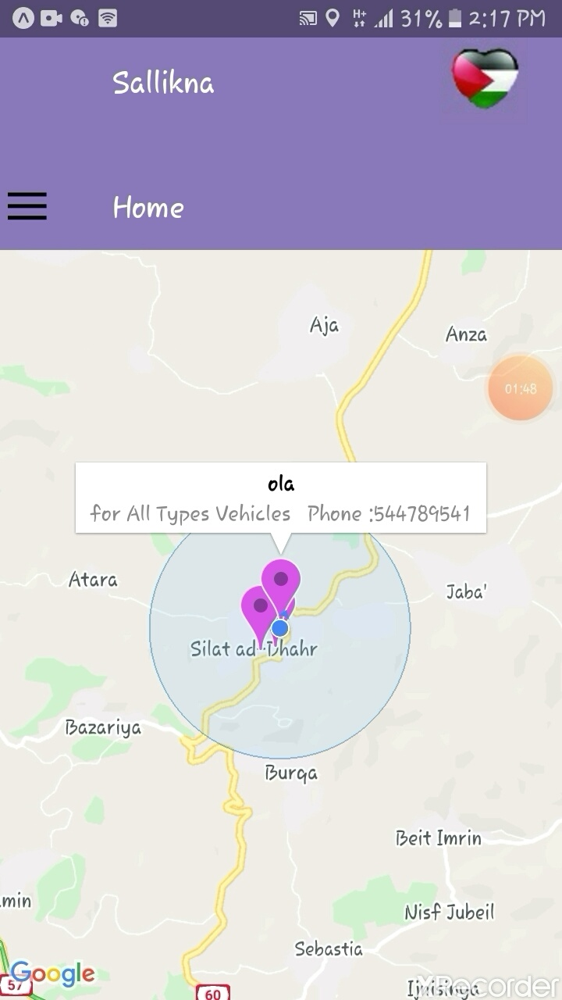 31% 2:17 PM
Sallikna
Home
Aja
Anza
01:48
ola
for All Types Vehicles Phone :544789541
Atara
Jaba'
Silat ad-Dhahr
Bazariya
Burqa
Beit Imrin
min
Nisf Jubeil
Sebastia
Google
57
60
Ijnisinya
MRecorder